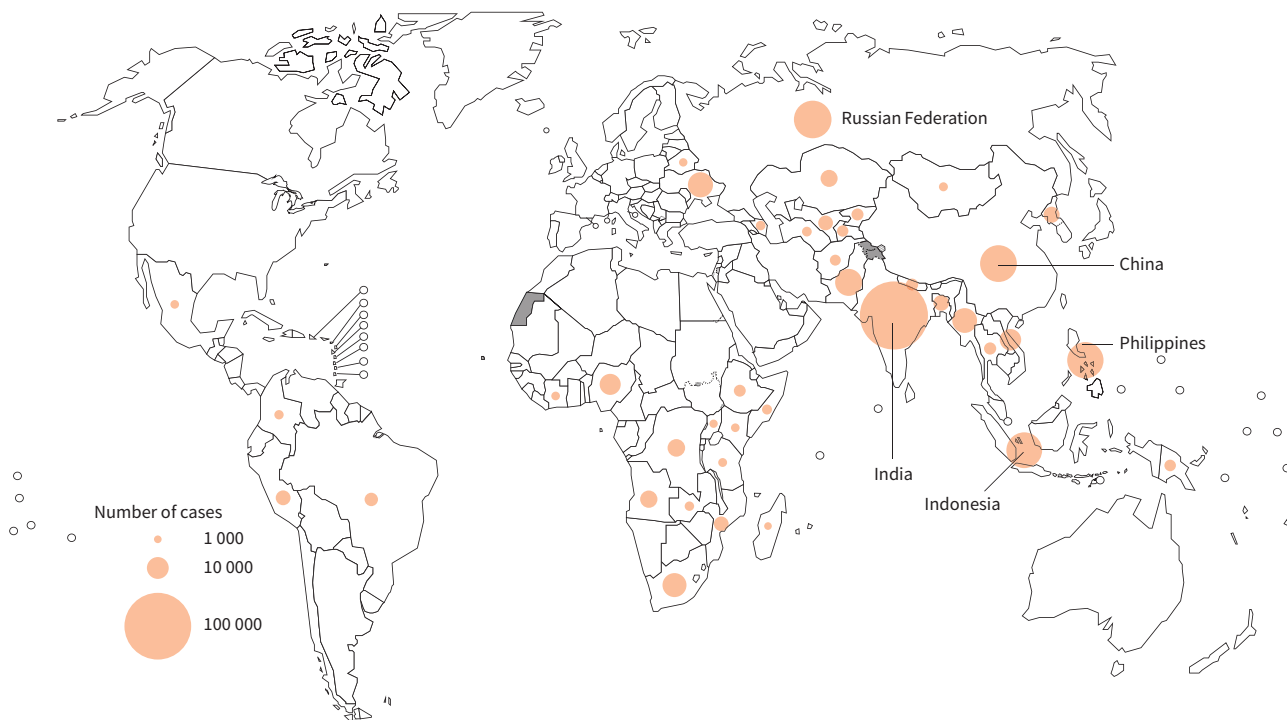 Russian Federation
China
Philippines
India
Indonesia
Number of cases
1 000
10 000
100 000